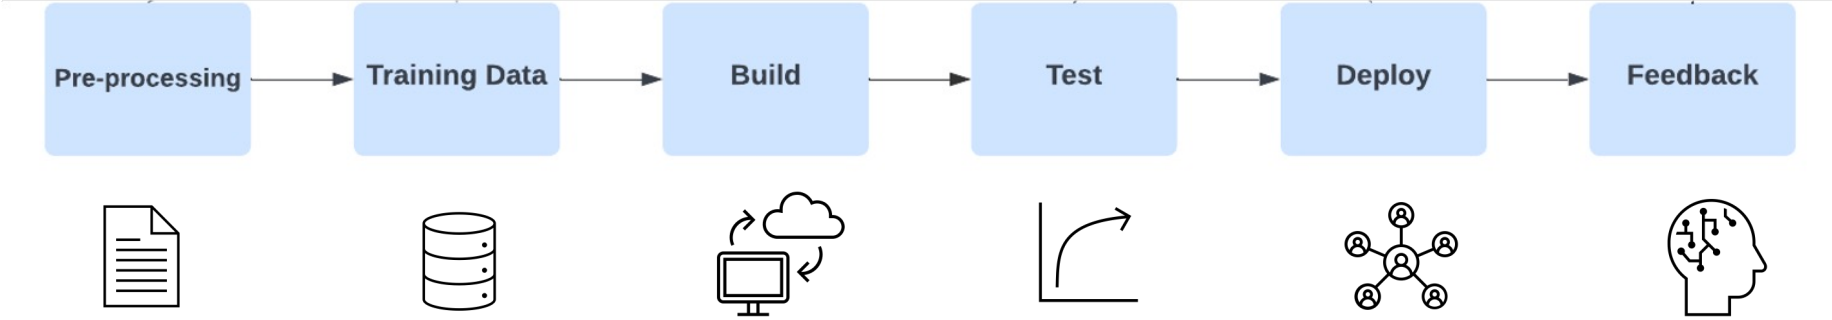 Pre-processing
Training Data
Build
Test
Deploy
Feedback